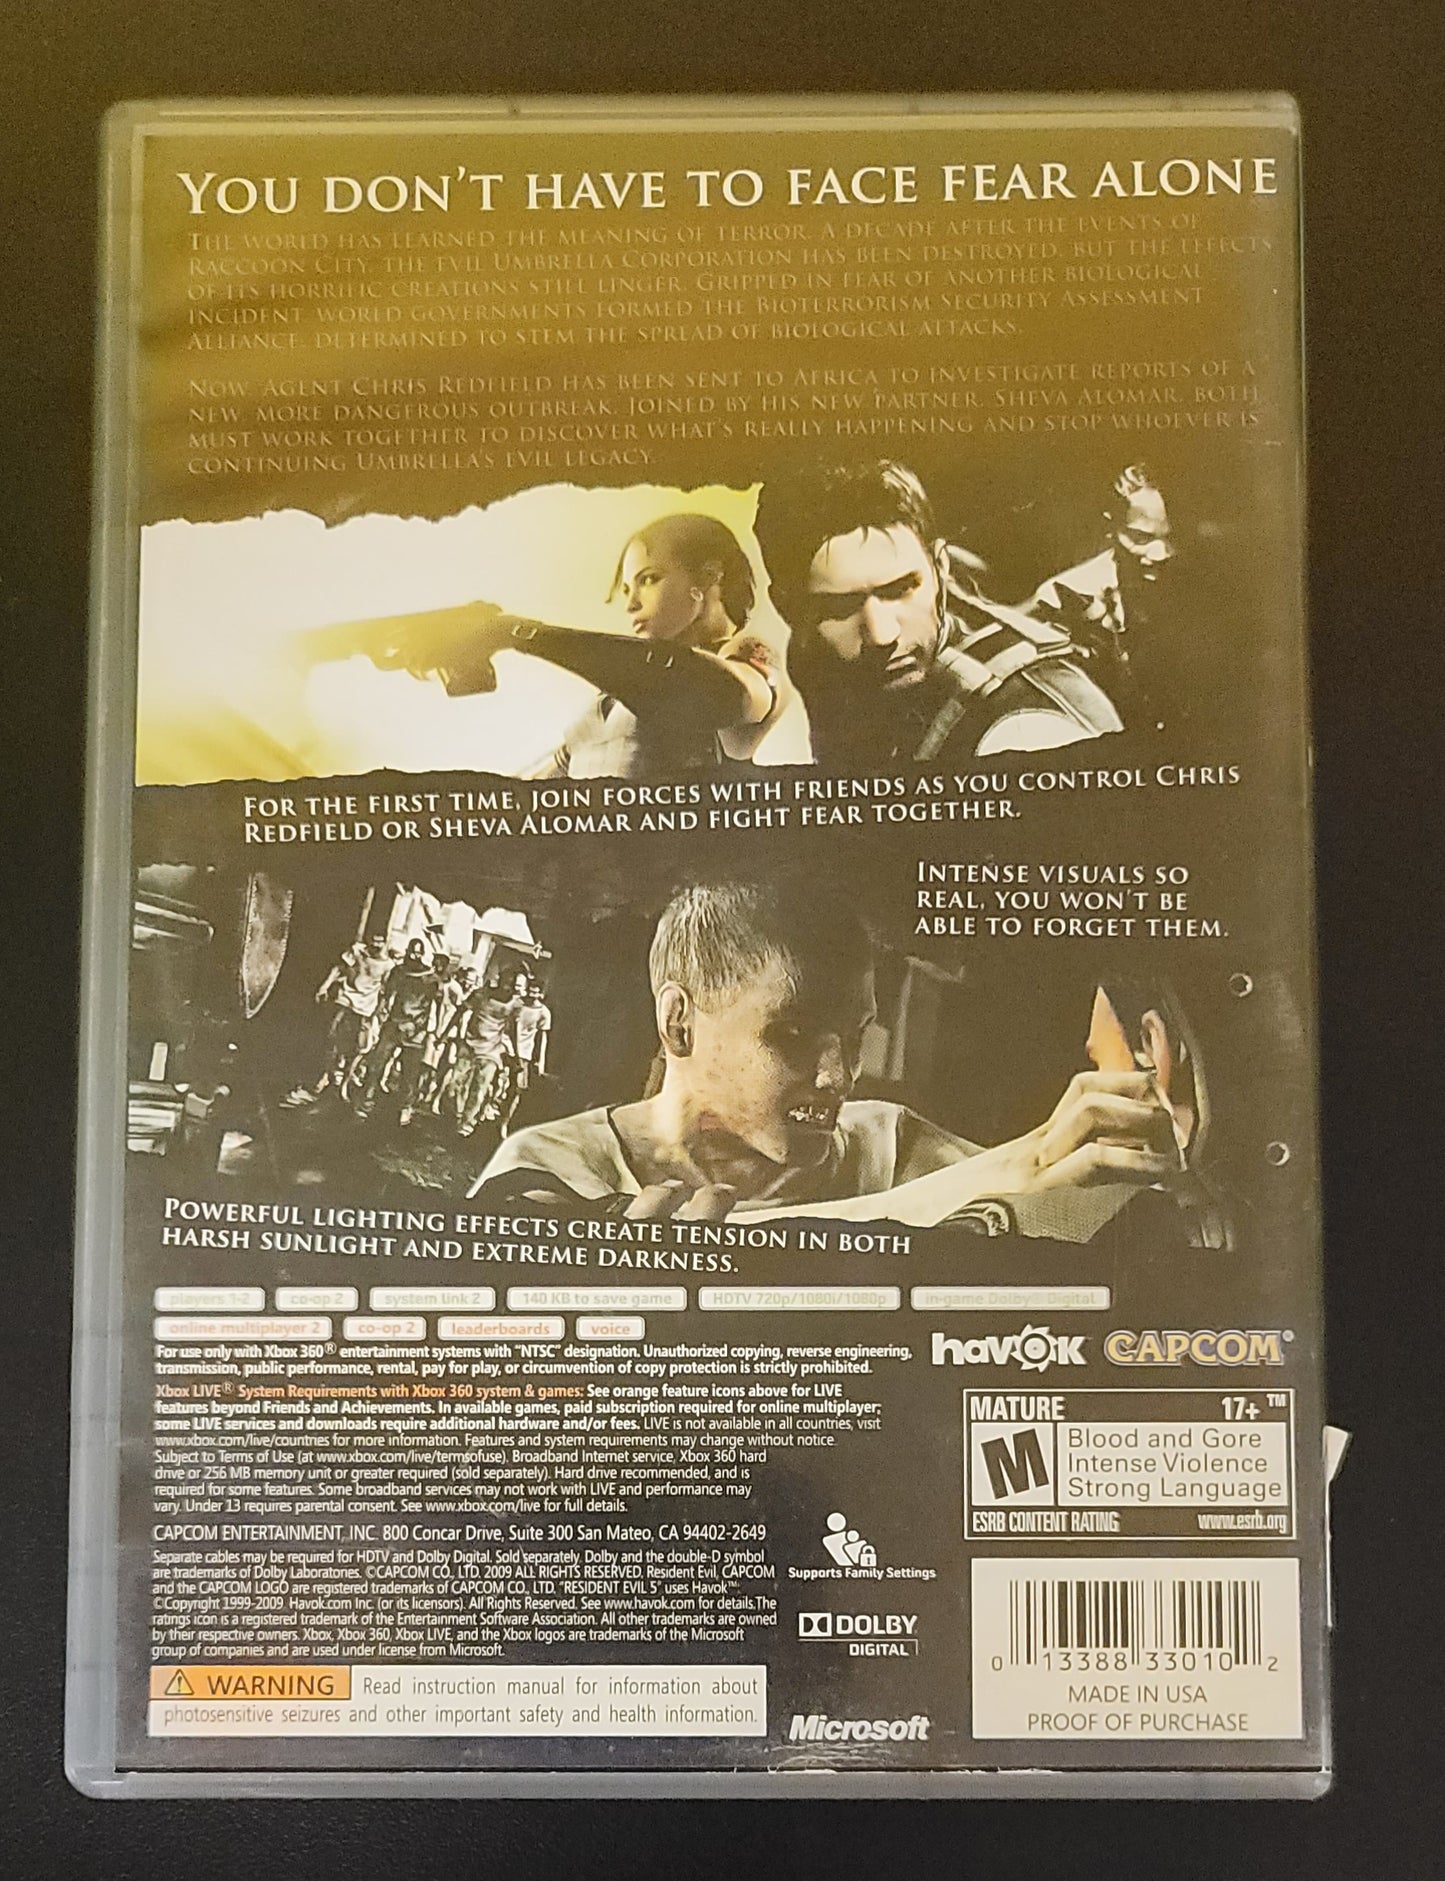 YOU DON'T HAVE TO FACE FEAR ALONE
THE WORLD HAS LEARNED THE MEANING OF TERROR. A DECADE AFTER THE EVENTS OF
RACCOON CITY, THE EVIL UMBRELLA CORPORATION HAS BEEN DESTROYED, BUT THE EFFECTS
OF ITS HORRIFIC CREATIONS STILL LINGER. GRIPPED IN FEAR OF ANOTHER BIOLOGICAL
INCIDENT, WORLD GOVERNMENTS FORMED THE BIOTERRORISM SECURITY ASSESSMENT
ALLIANCE, DETERMINED TO STEM THE SPREAD OF BIOLOGICAL ATTACKS.
NOW, AGENT CHRIS REDFIELD HAS BEEN SENT TO AFRICA TO INVESTIGATE REPORTS OF A
NEW, MORE DANGEROUS OUTBREAK. JOINED BY HIS NEW PARTNER, SHEVA ALOMAR, BOTH
MUST WORK TOGETHER TO DISCOVER WHAT'S REALLY HAPPENING AND STOP WHOEVER IS
CONTINUING UMBRELLA'S EVIL LEGACY.
FOR THE FIRST TIME, JOIN FORCES WITH FRIENDS AS YOU CONTROL CHRIS
REDFIELD OR SHEVA ALOMAR AND FIGHT FEAR TOGETHER.
INTENSE VISUALS SO
REAL, YOU WON'T BE
ABLE TO FORGET THEM.
POWERFUL LIGHTING EFFECTS CREATE TENSION IN BOTH
HARSH SUNLIGHT AND EXTREME DARKNESS.
players 1-2 co-op 2 system link 2 140 KB to save game HDTV 720p/1080i/1080p in-game Dolby® Digital
online multiplayer 2 co-op 2 leaderboards voice
For use only with Xbox 360® entertainment systems with "NTSC" designation. Unauthorized copying, reverse engineering,
transmission, public performance, rental, pay for play, or circumvention of copy protection is strictly prohibited.
Xbox LIVE® System Requirements with Xbox 360 system & games: See orange feature icons above for LIVE
features beyond Friends and Achievements. In available games, paid subscription required for online multiplayer;
some LIVE services and downloads require additional hardware and/or fees. LIVE is not available in all countries, visit
www.xbox.com/live/countries for more information. Features and system requirements may change without notice.
Subject to Terms of Use (at www.xbox.com/live/termsofuse). Broadband Internet service, Xbox 360 hard
drive or 256 MB memory unit or greater required (sold separately). Hard drive recommended, and is
required for some features. Some broadband services may not work with LIVE and performance may
vary. Under 13 requires parental consent. See www.xbox.com/live for full details.
CAPCOM ENTERTAINMENT, INC. 800 Concar Drive, Suite 300 San Mateo, CA 94402-2649
Separate cables may be required for HDTV and Dolby Digital. Sold separately. Dolby and the double-D symbol
are trademarks of Dolby Laboratories. ©CAPCOM CO., LTD. 2009 ALL RIGHTS RESERVED. Resident Evil, CAPCOM
and the CAPCOM LOGO are registered trademarks of CAPCOM CO., LTD. "RESIDENT EVIL 5" uses Havok™.
©Copyright 1999-2009. Havok.com Inc. (or its licensors). All Rights Reserved. See www.havok.com for details. The
ratings icon is a registered trademark of the Entertainment Software Association. All other trademarks are owned
by their respective owners. Xbox, Xbox 360, Xbox LIVE, and the Xbox logos are trademarks of the Microsoft
group of companies and are used under license from Microsoft.
WARNING Read instruction manual for information about
photosensitive seizures and other important safety and health information.
Supports Family Settings
DOLBY
DIGITAL
Microsoft
havok CAPCOM®
MATURE 17+ ™
M
Blood and Gore
Intense Violence
Strong Language
ESRB CONTENT RATING www.esrb.org
0 13388 33010 2
MADE IN USA
PROOF OF PURCHASE